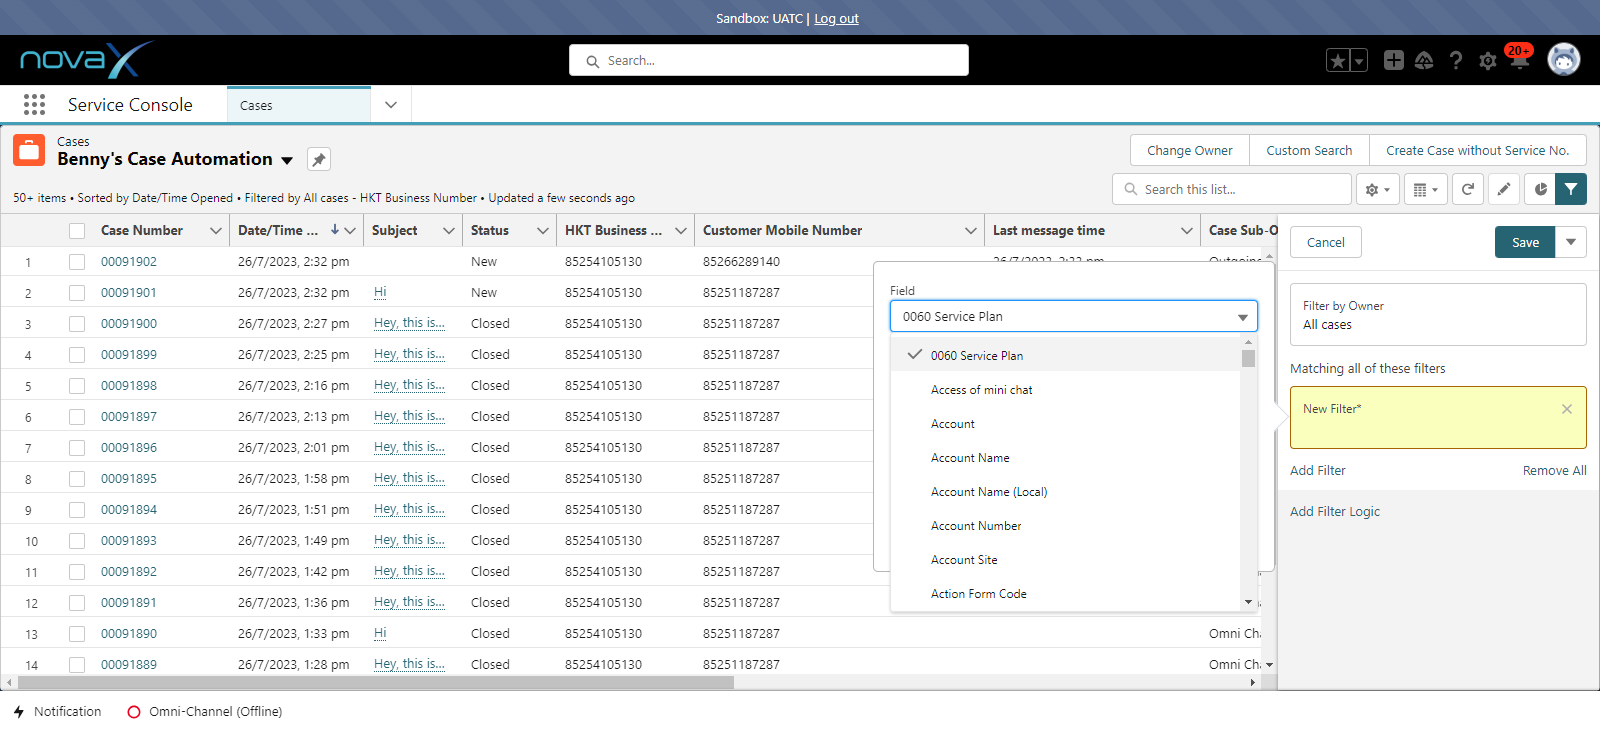 Sandbox: UATC | Log out
novaX
Search...
20+
Service Console
Cases
Cases
Benny's Case Automation
Change Owner
Custom Search
Create Case without Service No.
50+ items • Sorted by Date/Time Opened • Filtered by All cases - HKT Business Number • Updated a few seconds ago
Search this list...
Case Number Date/Time ... Subject Status HKT Business ... Customer Mobile Number Last message time Case Sub-O
1 00091902 26/7/2023, 2:32 pm New 85254105130 85266289140 26/7/2023, 2:33 pm Outgoing
2 00091901 26/7/2023, 2:32 pm Hi New 85254105130 85251187287
3 00091900 26/7/2023, 2:27 pm Hey, this is... Closed 85254105130 85251187287
4 00091899 26/7/2023, 2:25 pm Hey, this is... Closed 85254105130 85251187287
5 00091898 26/7/2023, 2:16 pm Hey, this is... Closed 85254105130 85251187287
6 00091897 26/7/2023, 2:13 pm Hey, this is... Closed 85254105130 85251187287
7 00091896 26/7/2023, 2:01 pm Hey, this is... Closed 85254105130 85251187287
8 00091895 26/7/2023, 1:58 pm Hey, this is... Closed 85254105130 85251187287
9 00091894 26/7/2023, 1:51 pm Hey, this is... Closed 85254105130 85251187287
10 00091893 26/7/2023, 1:49 pm Hey, this is... Closed 85254105130 85251187287
11 00091892 26/7/2023, 1:42 pm Hey, this is... Closed 85254105130 85251187287
12 00091891 26/7/2023, 1:36 pm Hey, this is... Closed 85254105130 85251187287
13 00091890 26/7/2023, 1:33 pm Hi Closed 85254105130 85251187287 Omni Cha
14 00091889 26/7/2023, 1:28 pm Hey, this is... Closed 85254105130 85251187287 Omni Cha
Field
0060 Service Plan
0060 Service Plan
Access of mini chat
Account
Account Name
Account Name (Local)
Account Number
Account Site
Action Form Code
Cancel
Save
Filter by Owner
All cases
Matching all of these filters
New Filter*
Add Filter
Remove All
Add Filter Logic
Notification
Omni-Channel (Offline)